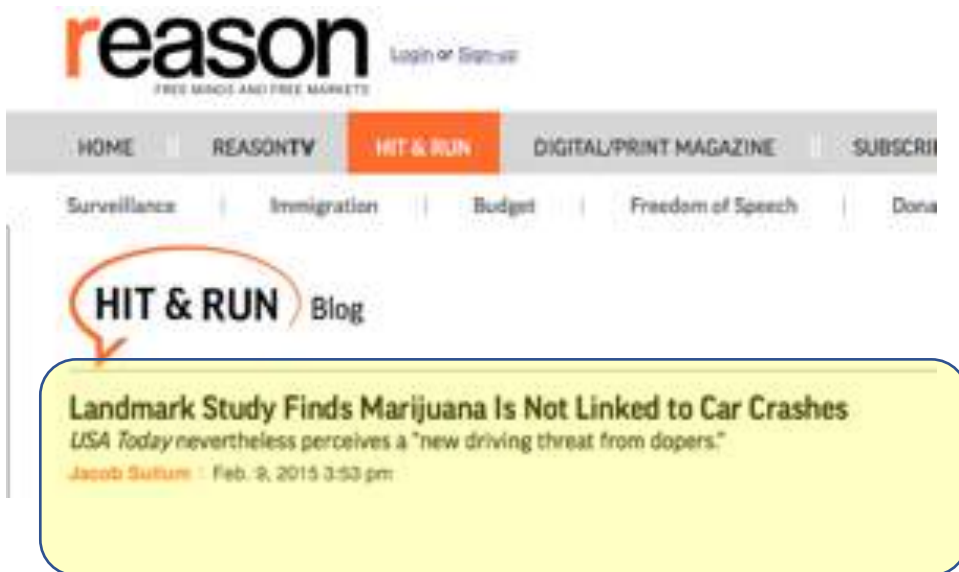 reason
FREE MINDS AND FREE MARKETS
Login or Sign-up
HOME REASONTV HIT & RUN DIGITAL/PRINT MAGAZINE SUBSCRI
Surveillance | Immigration | Budget | Freedom of Speech | Dona
HIT & RUN Blog
Landmark Study Finds Marijuana Is Not Linked to Car Crashes
USA Today nevertheless perceives a "new driving threat from dopers."
Jacob Sullum | Feb. 9, 2015 3:53 pm